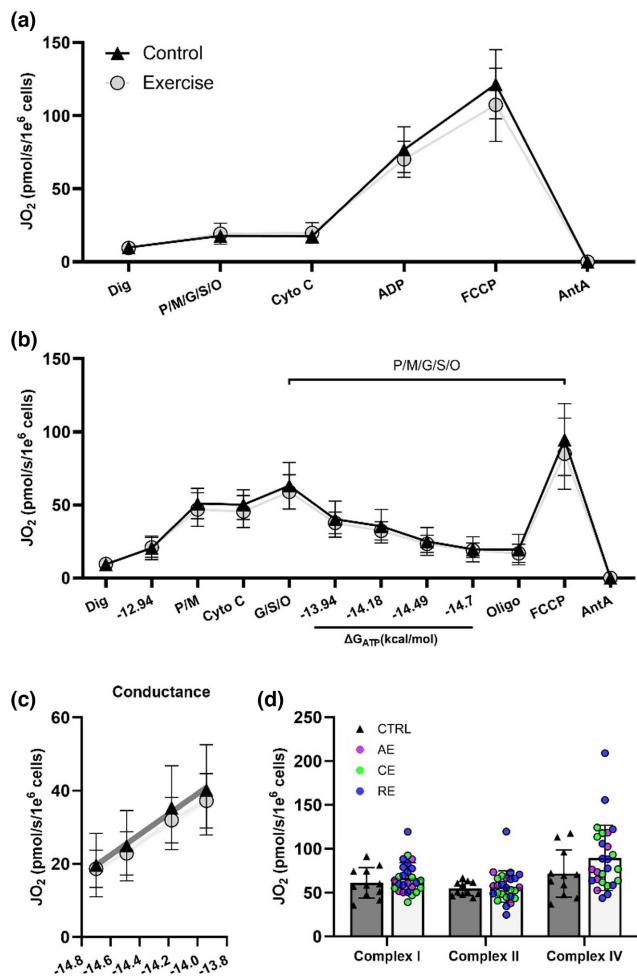 (a)
150
100
50
0
JO₂ (pmol/s/1e⁶ cells)
Control
Exercise
Dig
P/M/G/S/O
Cyto C
ADP
FCCP
AntA
(b)
150
100
50
0
JO₂ (pmol/s/1e⁶ cells)
P/M/G/S/O
Dig
-12.94
P/M
Cyto C
G/S/O
-13.94
-14.18
-14.49
-14.7
Oligo
FCCP
AntA
ΔG_ATP(kcal/mol)
(c)
Conductance
60
40
20
0
JO₂ (pmol/s/1e⁶ cells)
-14.8
-14.6
-14.4
-14.2
-14.0
-13.8
(d)
250
200
150
100
50
0
JO₂ (pmol/s/1e⁶ cells)
CTRL
AE
CE
RE
Complex I
Complex II
Complex IV